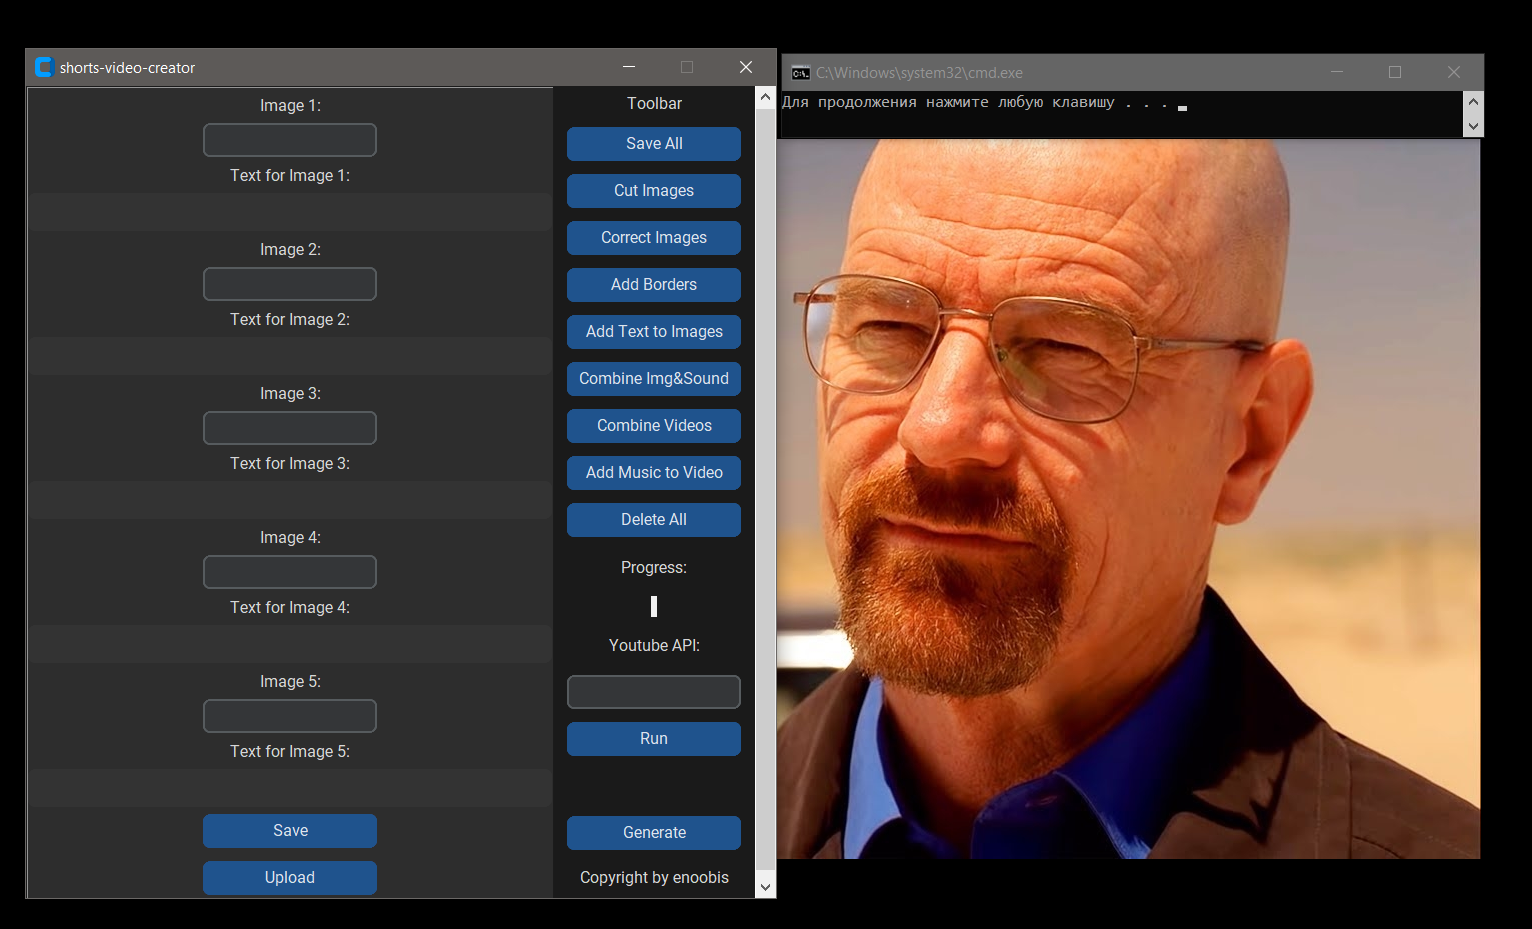 shorts-video-creator
Image 1:
Text for Image 1:
Image 2:
Text for Image 2:
Image 3:
Text for Image 3:
Image 4:
Text for Image 4:
Image 5:
Text for Image 5:
Save
Upload
Toolbar
Save All
Cut Images
Correct Images
Add Borders
Add Text to Images
Combine Img&Sound
Combine Videos
Add Music to Video
Delete All
Progress:
Youtube API:
Run
Generate
Copyright by enoobis
C:\Windows\system32\cmd.exe
Для продолжения нажмите любую клавишу . . .